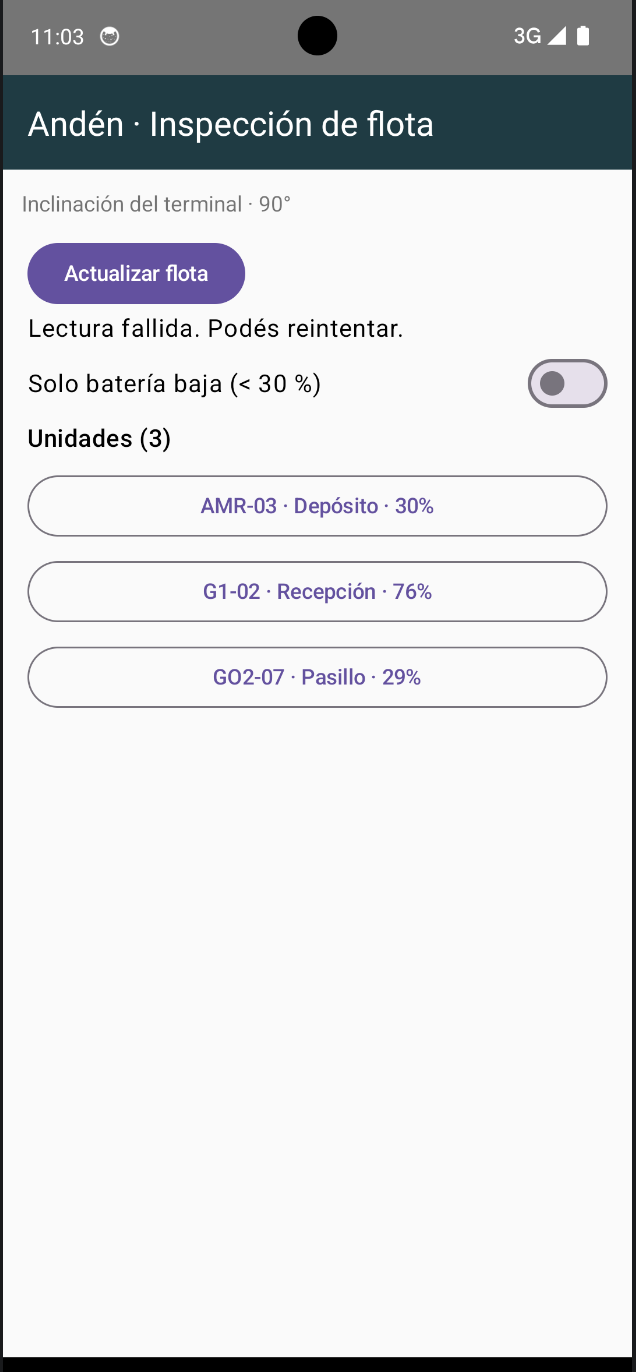 11:03
3G
Andén · Inspección de flota
Inclinación del terminal · 90°
Actualizar flota
Lectura fallida. Podés reintentar.
Solo batería baja (< 30 %)
Unidades (3)
AMR-03 · Depósito · 30%
G1-02 · Recepción · 76%
GO2-07 · Pasillo · 29%